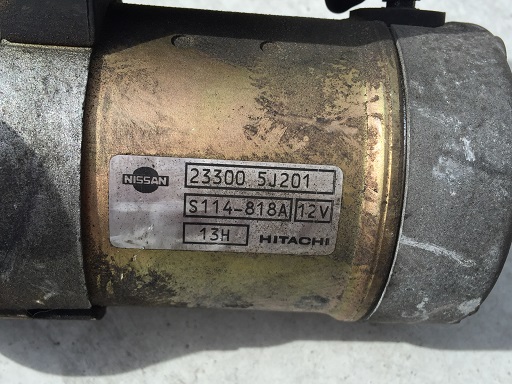 NISSAN 23300 5J201
S114-818A 12V
13H HITACHI